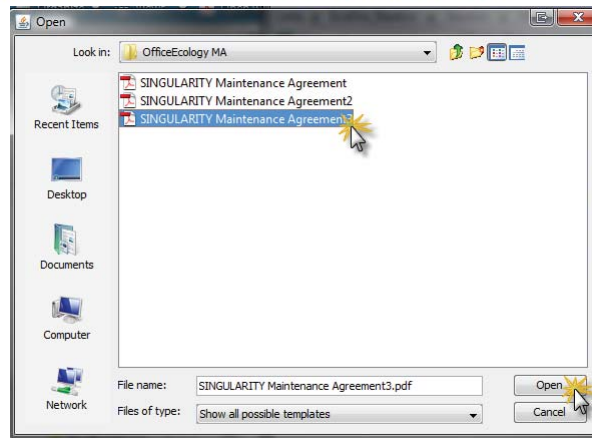 Open
Look in:
OfficeEcology MA
SINGULARITY Maintenance Agreement
SINGULARITY Maintenance Agreement2
SINGULARITY Maintenance Agreement3
Recent Items
Desktop
Documents
Computer
Network
File name:
SINGULARITY Maintenance Agreement3.pdf
Open
Files of type:
Show all possible templates
Cancel